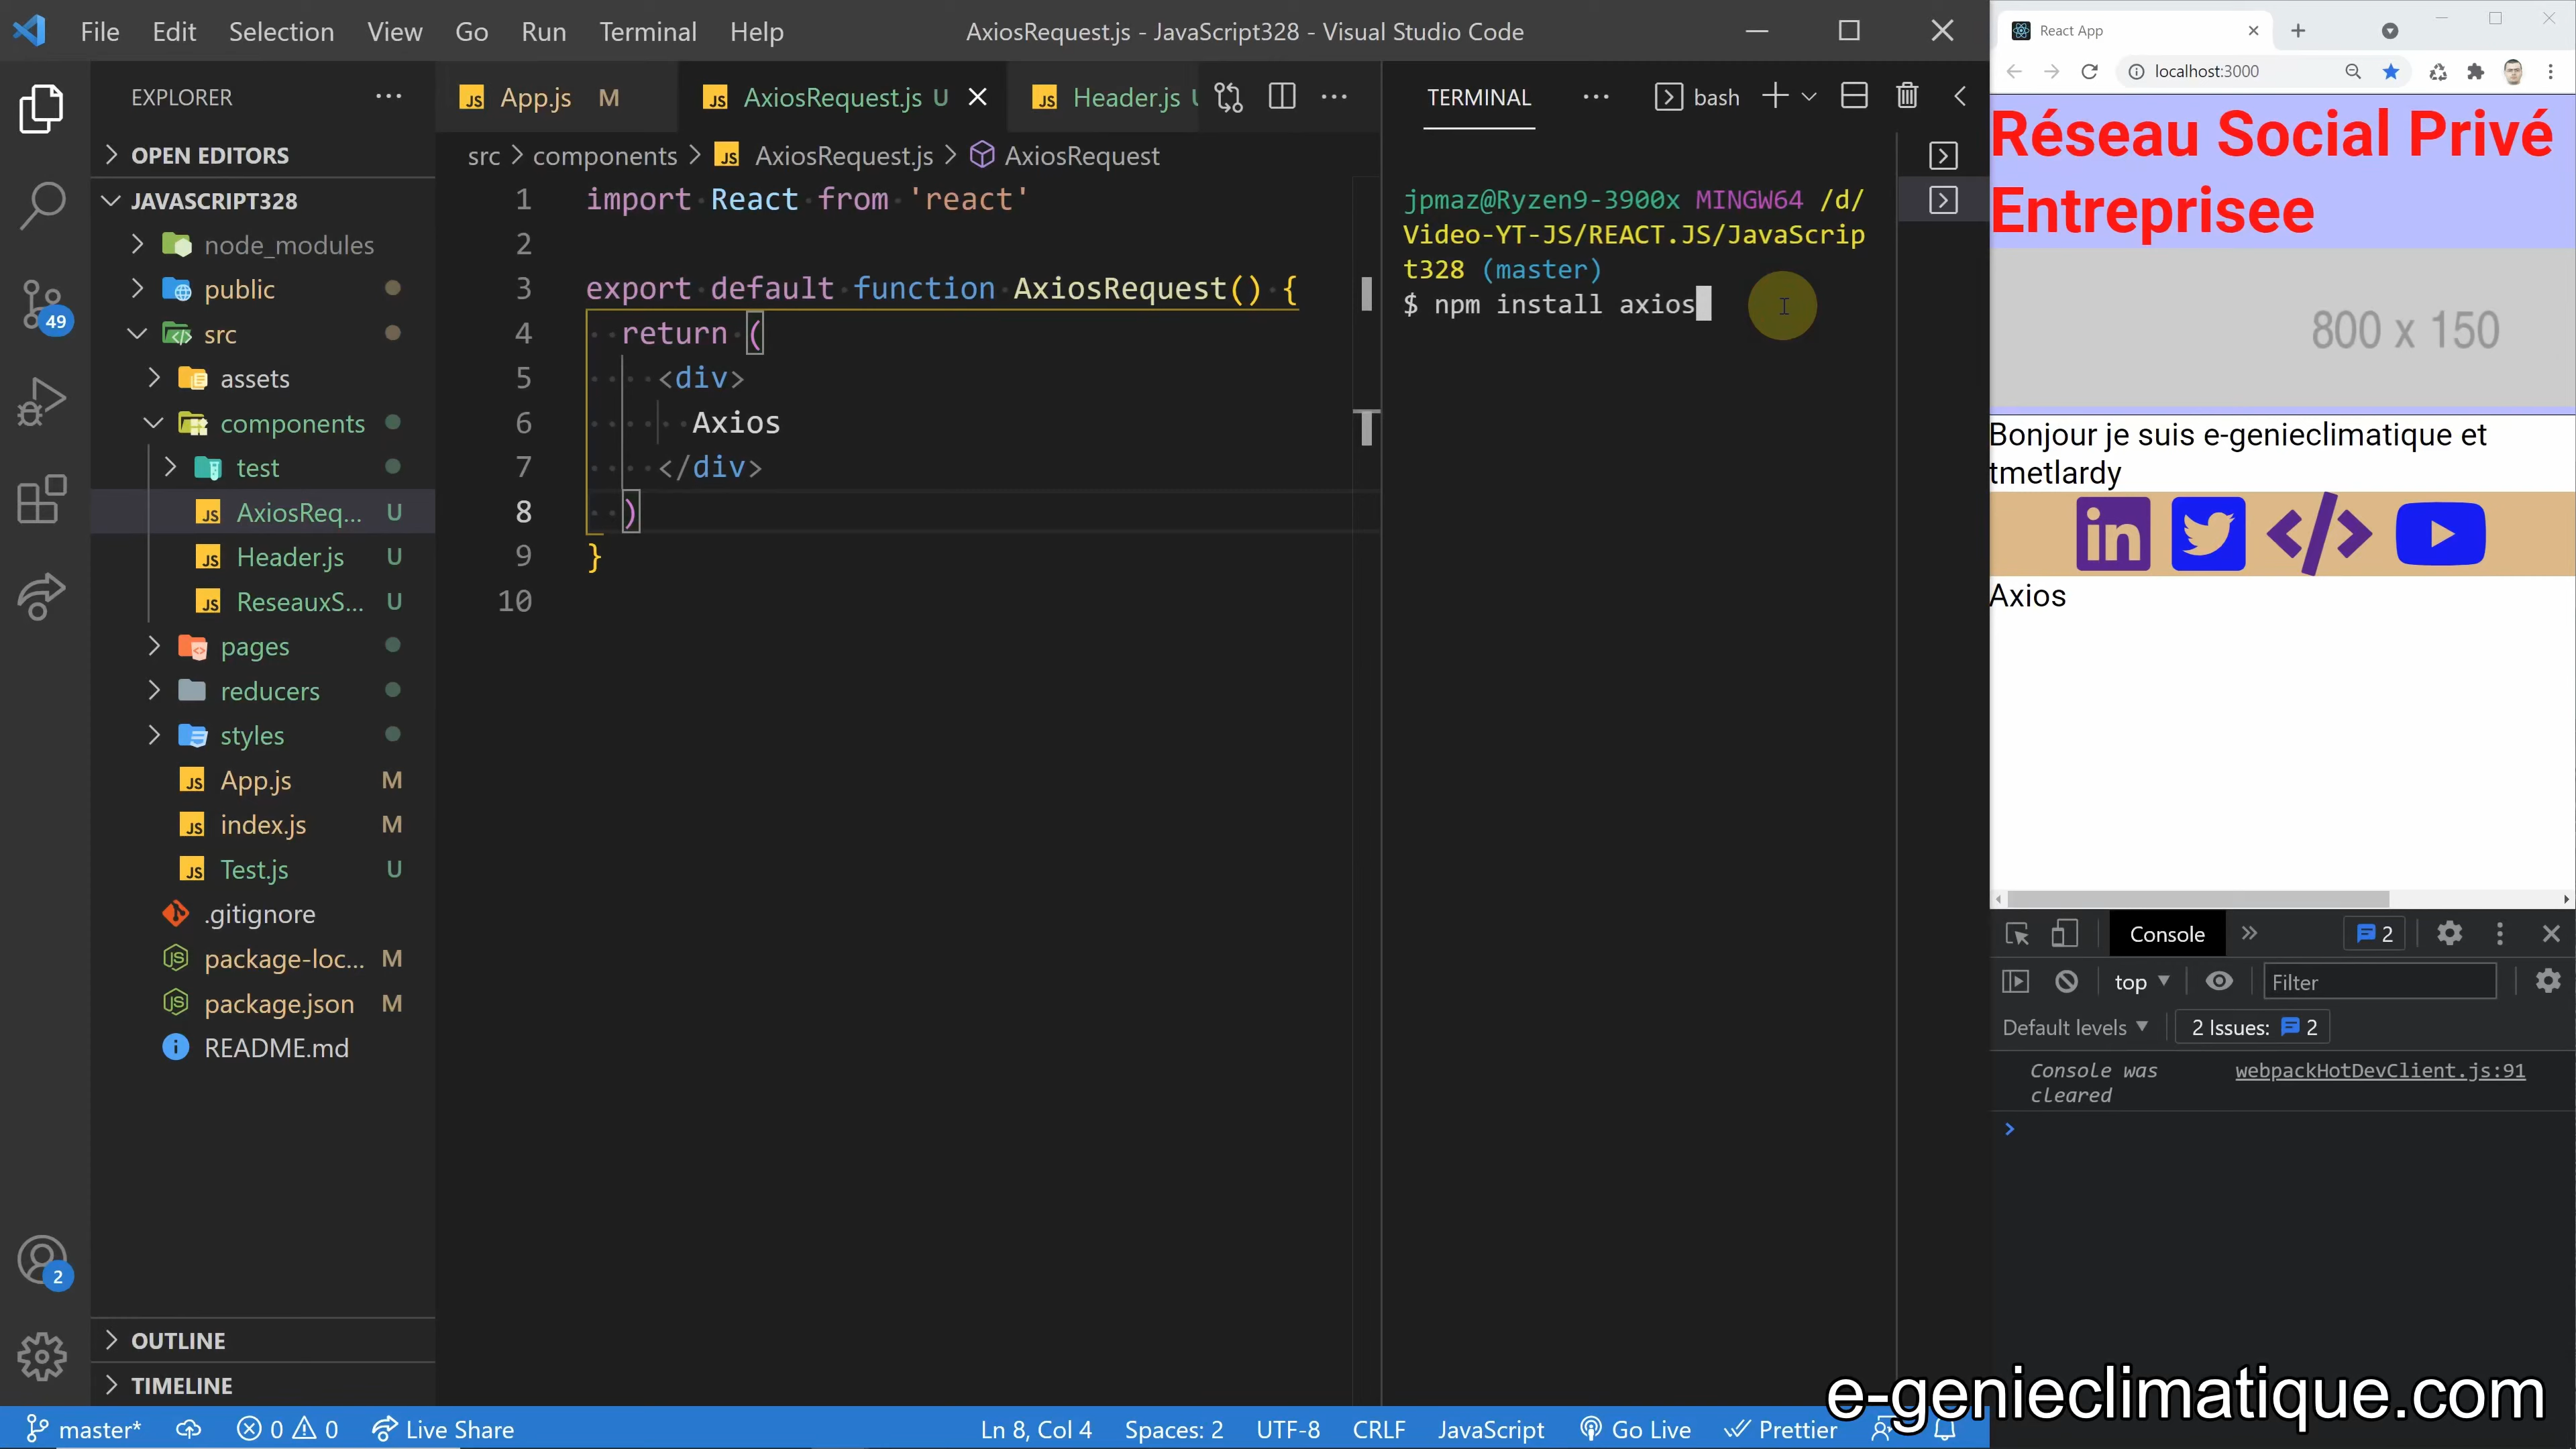 File Edit Selection View Go Run Terminal Help
AxiosRequest.js - JavaScript328 - Visual Studio Code
EXPLORER
OPEN EDITORS
JAVASCRIPT328
node_modules
public
src
assets
components
test
AxiosReq... U
Header.js U
ReseauxS... U
pages
reducers
styles
App.js M
index.js M
Test.js U
.gitignore
package-loc... M
package.json M
README.md
OUTLINE
TIMELINE
49
2
App.js M
AxiosRequest.js U
Header.js U
src > components > AxiosRequest.js > AxiosRequest
1 import React from 'react'
2
3 export default function AxiosRequest() {
4 return (
5 <div>
6 Axios
7 </div>
8 )
9 }
10
TERMINAL
bash
jpmaz@Ryzen9-3900x MINGW64 /d/
Video-YT-JS/REACT.JS/JavaScrip
t328 (master)
$ npm install axios
React App
localhost:3000
Réseau Social Privé
Entreprisee
800 x 150
Bonjour je suis e-genieclimatique et
tmetlardy
in
Axios
Console
2
top
Filter
Default levels
2 Issues: 2
Console was
cleared
webpackHotDevClient.js:91
e-genieclimatique.com
master* 0 0 Live Share
Ln 8, Col 4 Spaces: 2 UTF-8 CRLF JavaScript Go Live Prettier